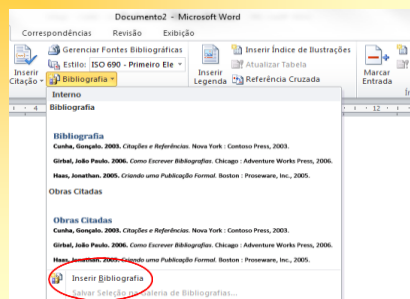 Documento2 - Microsoft Word
Correspondências Revisão Exibição
Inserir Citação
Gerenciar Fontes Bibliográficas
Estilo: ISO 690 - Primeiro Ele
Bibliografia
Inserir Legenda
Inserir Índice de Ilustrações
Atualizar Tabela
Referência Cruzada
Marcar Entrada
Interno
Bibliografia
Bibliografia
Cunha, Gonçalo. 2003. Citações e Referências. Nova York : Contoso Press, 2003.
Girbal, João Paulo. 2006. Como Escrever Bibliografias. Chicago : Adventure Works Press, 2006.
Haas, Jonathan. 2005. Criando uma Publicação Formal. Boston : Proseware, Inc., 2005.
Obras Citadas
Obras Citadas
Cunha, Gonçalo. 2003. Citações e Referências. Nova York : Contoso Press, 2003.
Girbal, João Paulo. 2006. Como Escrever Bibliografias. Chicago : Adventure Works Press, 2006.
Haas, Jonathan. 2005. Criando uma Publicação Formal. Boston : Proseware, Inc., 2005.
Inserir Bibliografia
Salvar Seleção na Galeria de Bibliografias...